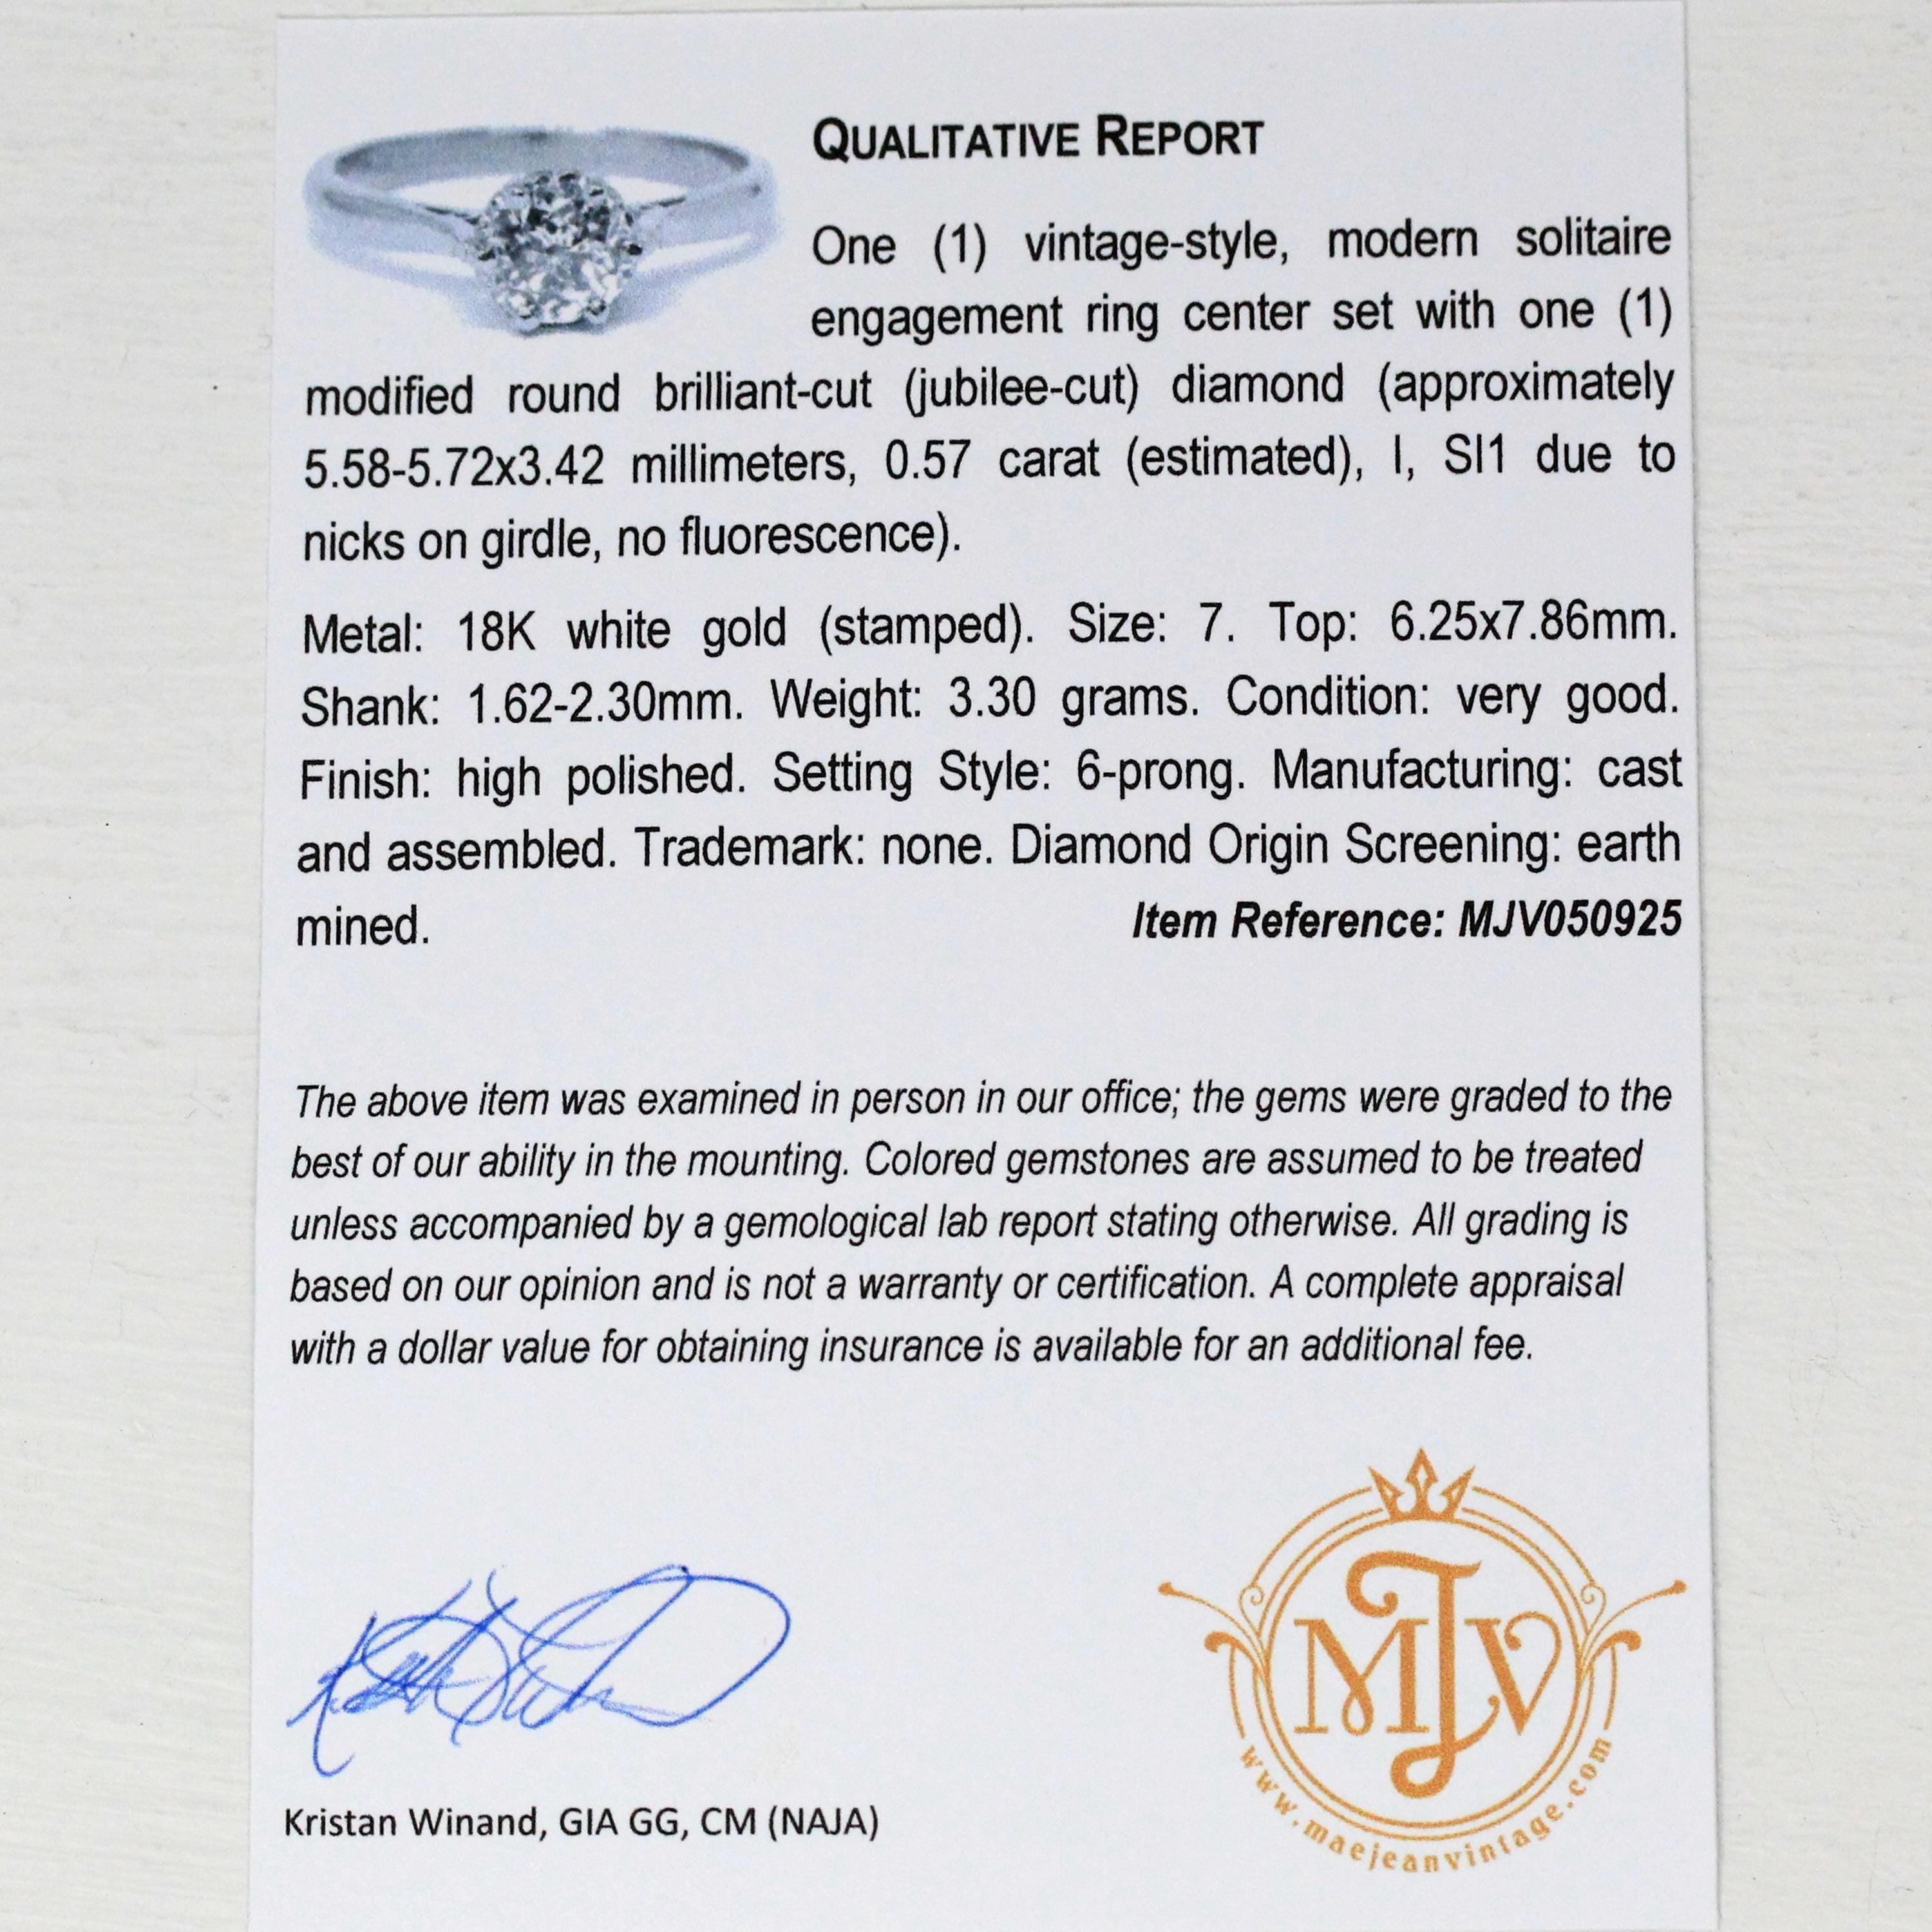 QUALITATIVE REPORT
One (1) vintage-style, modern solitaire
engagement ring center set with one (1)
modified round brilliant-cut (jubilee-cut) diamond (approximately
5.58-5.72x3.42 millimeters, 0.57 carat (estimated), I, SI1 due to
nicks on girdle, no fluorescence).
Metal: 18K white gold (stamped). Size: 7. Top: 6.25x7.86mm.
Shank: 1.62-2.30mm. Weight: 3.30 grams. Condition: very good.
Finish: high polished. Setting Style: 6-prong. Manufacturing: cast
and assembled. Trademark: none. Diamond Origin Screening: earth
mined. Item Reference: MJV050925
The above item was examined in person in our office; the gems were graded to the
best of our ability in the mounting. Colored gemstones are assumed to be treated
unless accompanied by a gemological lab report stating otherwise. All grading is
based on our opinion and is not a warranty or certification. A complete appraisal
with a dollar value for obtaining insurance is available for an additional fee.
Kristan Winand, GIA GG, CM (NAJA)
MJV
www.maejeanvintage.com